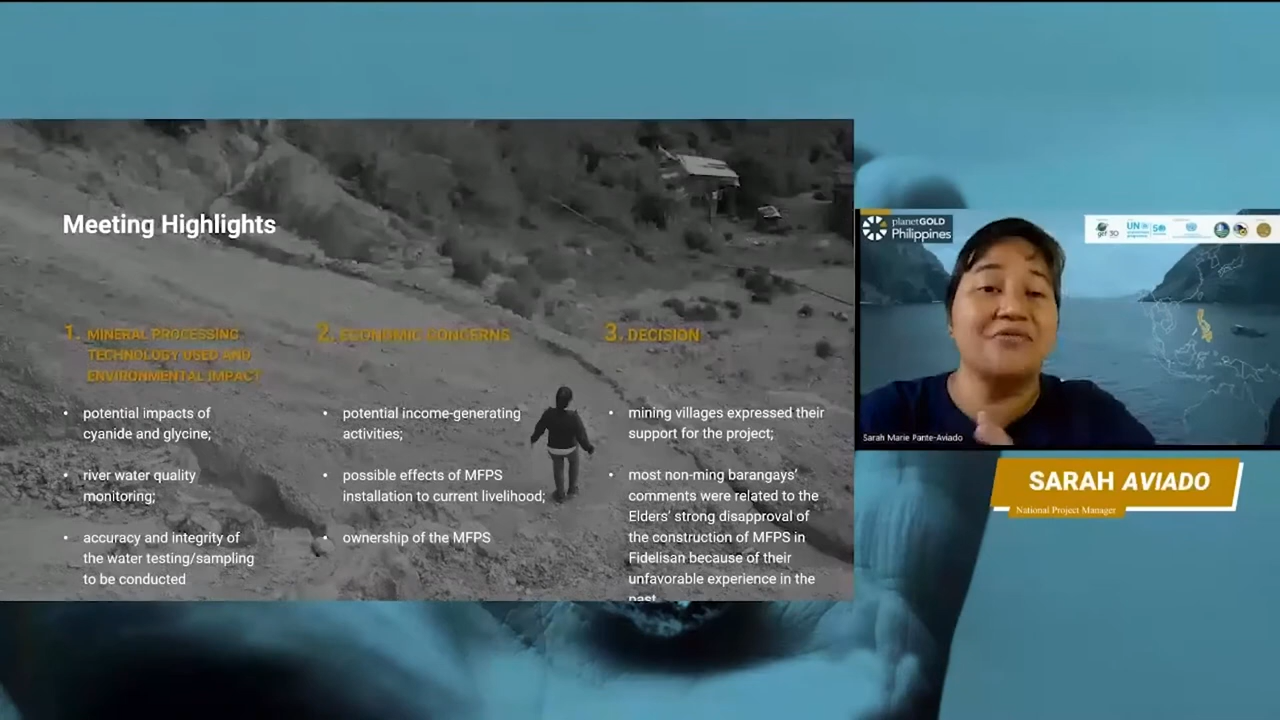 Meeting Highlights
1. MINERAL PROCESSING
TECHNOLOGY USED AND
ENVIRONMENTAL IMPACT
• potential impacts of
cyanide and glycine;
• river water quality
monitoring;
• accuracy and integrity of
the water testing/sampling
to be conducted
2. ECONOMIC CONCERNS
• potential income-generating
activities;
• possible effects of MFPS
installation to current livelihood;
• ownership of the MFPS
3. DECISION
• mining villages expressed their
support for the project;
• most non-ming barangays'
comments were related to the
Elders' strong disapproval of
the construction of MFPS in
Fidelisan because of their
unfavorable experience in the
past
planetGOLD
Philippines
gef 30
UN
50
Sarah Marie Pante-Aviado
SARAH AVIADO
National Project Manager